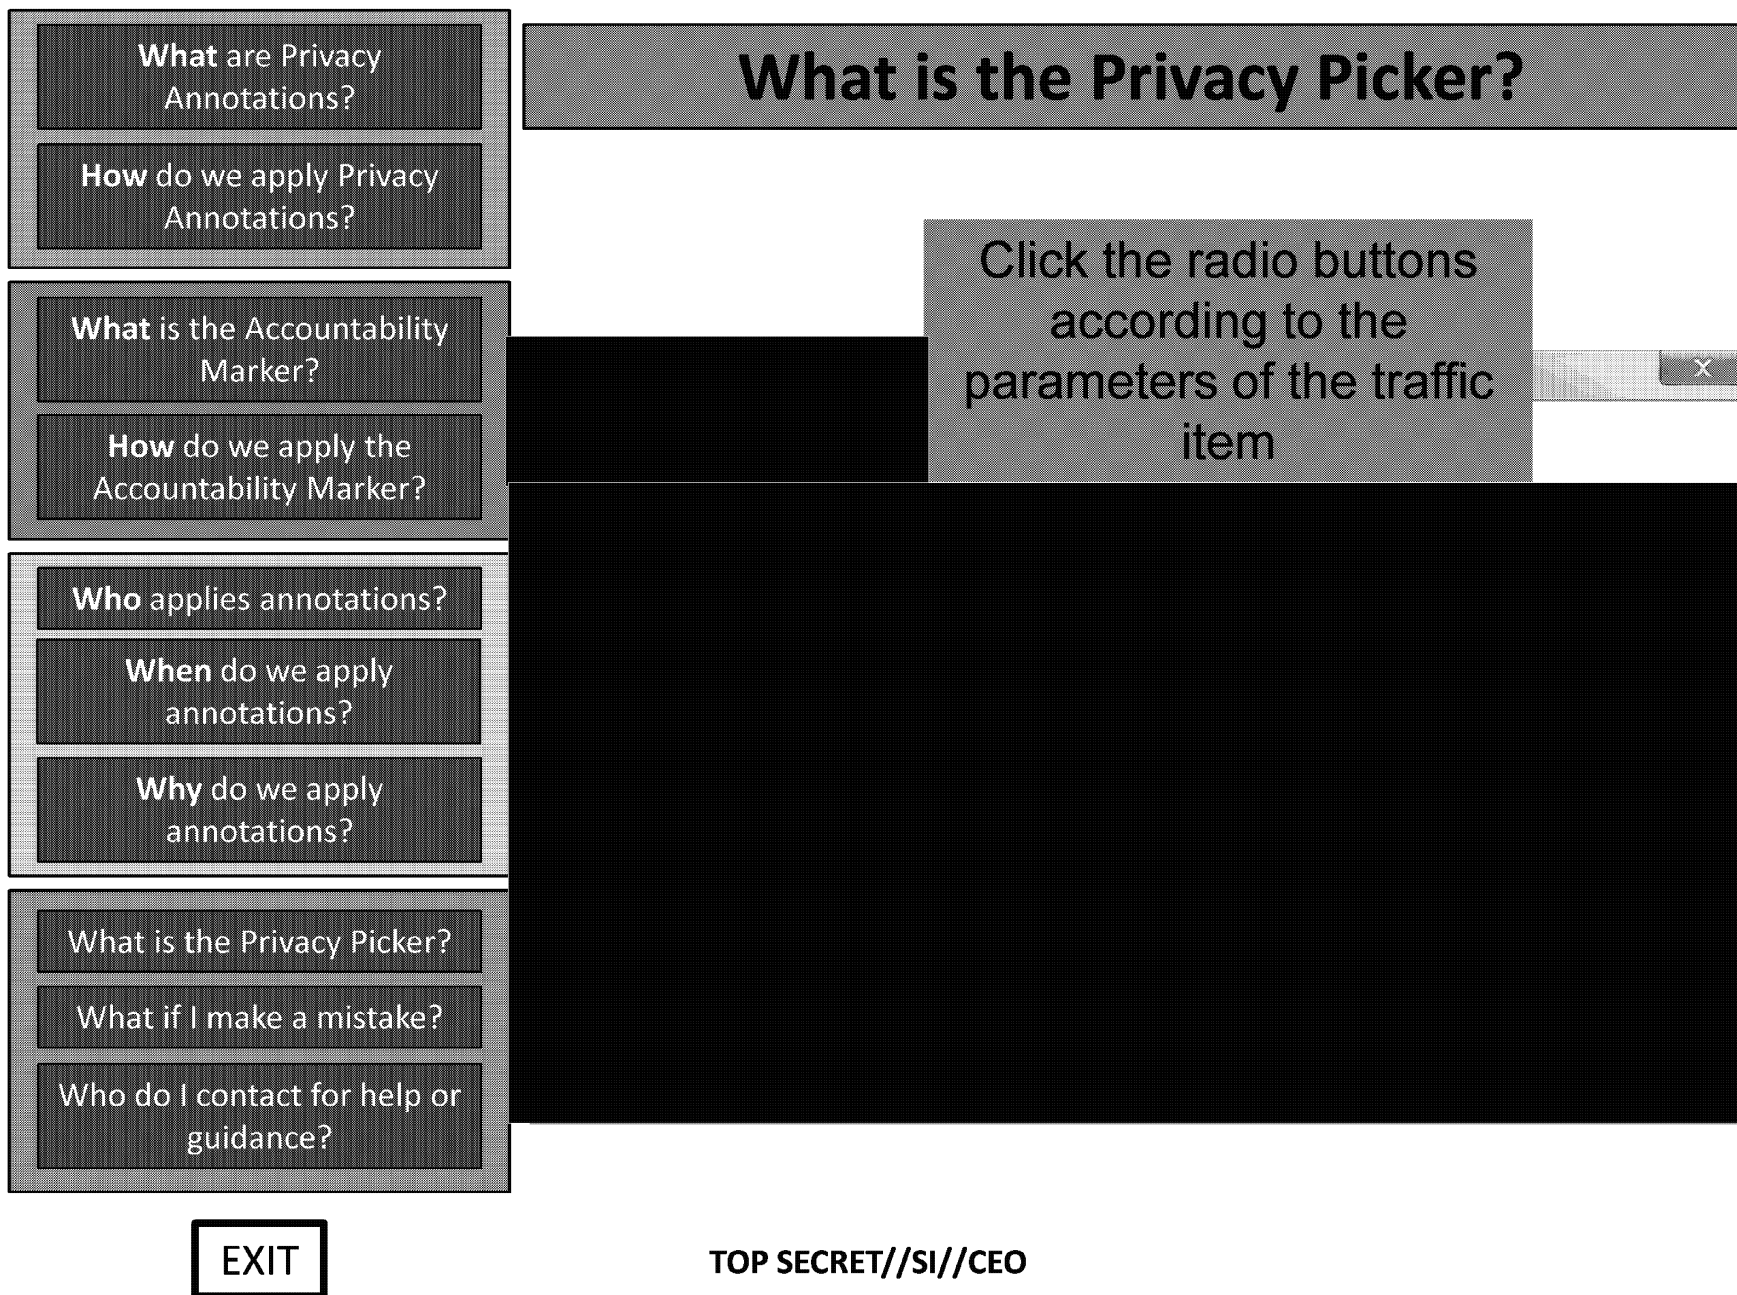 What are Privacy
Annotations?
How do we apply Privacy
Annotations?
What is the Accountability
Marker?
How do we apply the
Accountability Marker?
Who applies annotations?
When do we apply
annotations?
Why do we apply
annotations?
What is the Privacy Picker?
What if I make a mistake?
Who do I contact for help or
guidance?
EXIT
What is the Privacy Picker?
Click the radio buttons
according to the
parameters of the traffic
item
X
TOP SECRET//SI//CEO